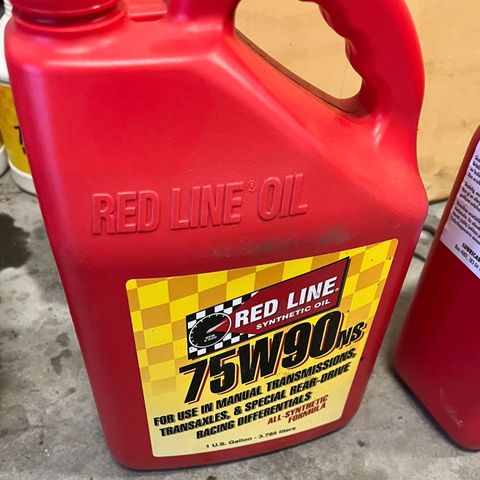 RED LINE® OIL
RED LINE
SYNTHETIC OIL
75W90NS
FOR USE IN MANUAL TRANSMISSIONS,
TRANSAXLES, & SPECIAL REAR-DRIVE
RACING DIFFERENTIALS
ALL-SYNTHETIC
FORMULA
1 U.S. Gallon - 3.785 liters